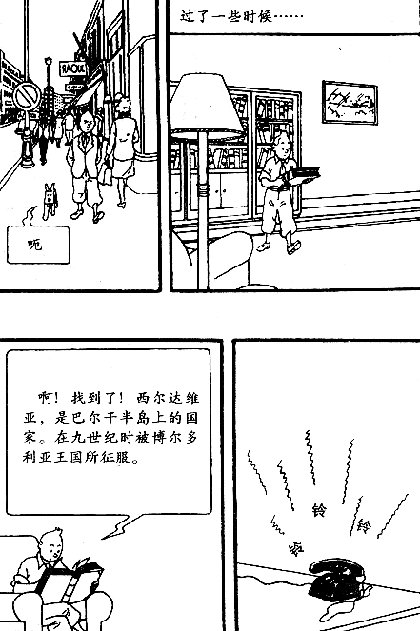 RAOUL
呃
过了一些时候……
啊！找到了！西尔达维
亚，是巴尔干半岛上的国
家。在九世纪时被博尔多
利亚王国所征服。
铃
铃
铃